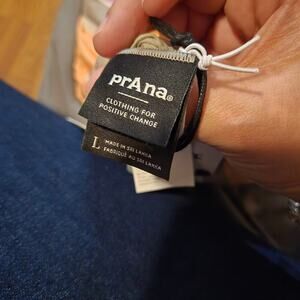 prAna®
CLOTHING FOR
POSITIVE CHANGE
L
MADE IN SRI LANKA
FABRIQUÉ AU SRI LANKA